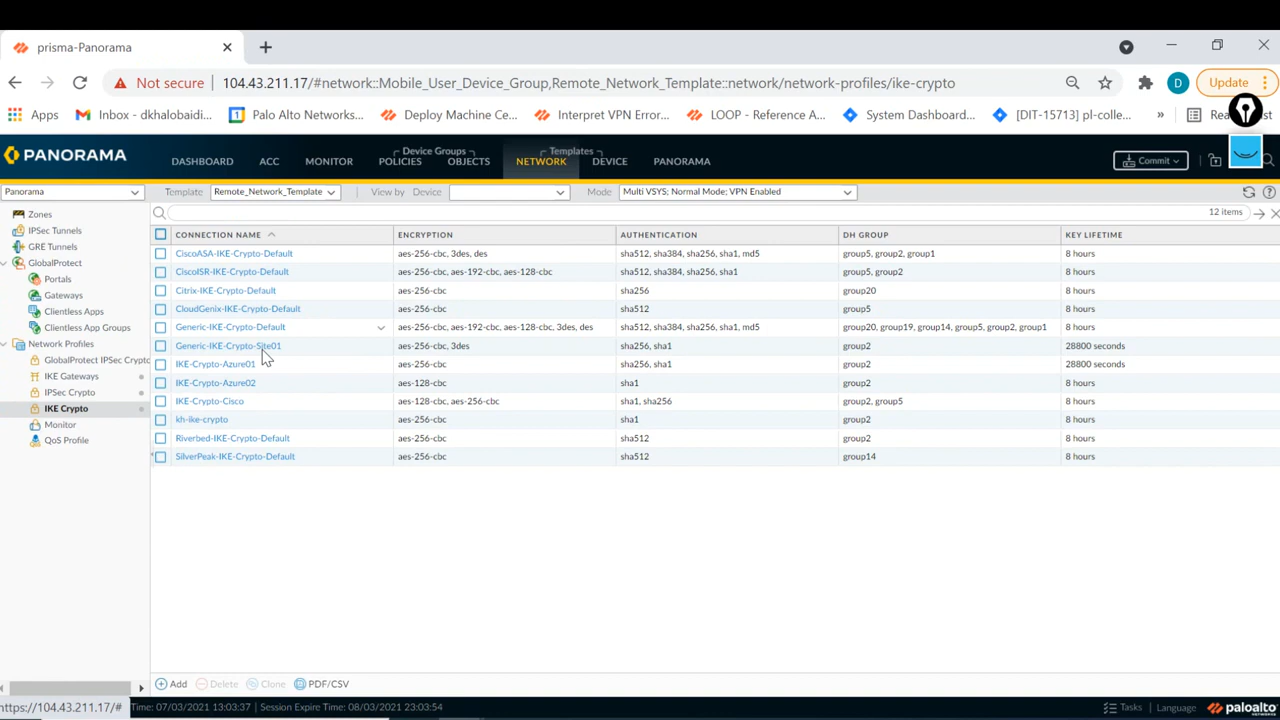 prisma-Panorama
Not secure 104.43.211.17/#network::Mobile_User_Device_Group,Remote_Network_Template::network/network-profiles/ike-crypto D Update
Apps Inbox - dkhalobaidi... Palo Alto Networks... Deploy Machine Ce... Interpret VPN Erro... LOOP - Reference A... System Dashboard... [DIT-15713] pl-colle... »
PANORAMA DASHBOARD ACC MONITOR Device Groups POLICIES OBJECTS Templates NETWORK DEVICE PANORAMA Commit
Panorama Template Remote_Network_Template View by Device Mode Multi VSYS; Normal Mode; VPN Enabled
12 items
Zones
IPSec Tunnels
GRE Tunnels
GlobalProtect
Portals
Gateways
Clientless Apps
Clientless App Groups
Network Profiles
GlobalProtect IPSec Crypto
IKE Gateways
IPSec Crypto
IKE Crypto
Monitor
QoS Profile
CONNECTION NAME ENCRYPTION AUTHENTICATION DH GROUP KEY LIFETIME
CiscoASA-IKE-Crypto-Default aes-256-cbc, 3des, des sha512, sha384, sha256, sha1, md5 group5, group2, group1 8 hours
CiscoISR-IKE-Crypto-Default aes-256-cbc, aes-192-cbc, aes-128-cbc sha512, sha384, sha256, sha1 group5, group2 8 hours
Citrix-IKE-Crypto-Default aes-256-cbc sha256 group20 8 hours
CloudGenix-IKE-Crypto-Default aes-256-cbc sha512 group5 8 hours
Generic-IKE-Crypto-Default aes-256-cbc, aes-192-cbc, aes-128-cbc, 3des, des sha512, sha384, sha256, sha1, md5 group20, group19, group14, group5, group2, group1 8 hours
Generic-IKE-Crypto-Site01 aes-256-cbc, 3des sha256, sha1 group2 28800 seconds
IKE-Crypto-Azure01 aes-256-cbc sha256, sha1 group2 28800 seconds
IKE-Crypto-Azure02 aes-128-cbc sha1 group2 8 hours
IKE-Crypto-Cisco aes-128-cbc, aes-256-cbc sha1, sha256 group2, group5 8 hours
kh-ike-crypto aes-256-cbc sha1 group2 8 hours
Riverbed-IKE-Crypto-Default aes-256-cbc sha512 group2 8 hours
SilverPeak-IKE-Crypto-Default aes-256-cbc sha512 group14 8 hours
Add Delete Clone PDF/CSV
https://104.43.211.17/# Time: 07/03/2021 13:03:37 | Session Expire Time: 08/03/2021 23:03:54 Tasks | Language paloalto NETWORKS